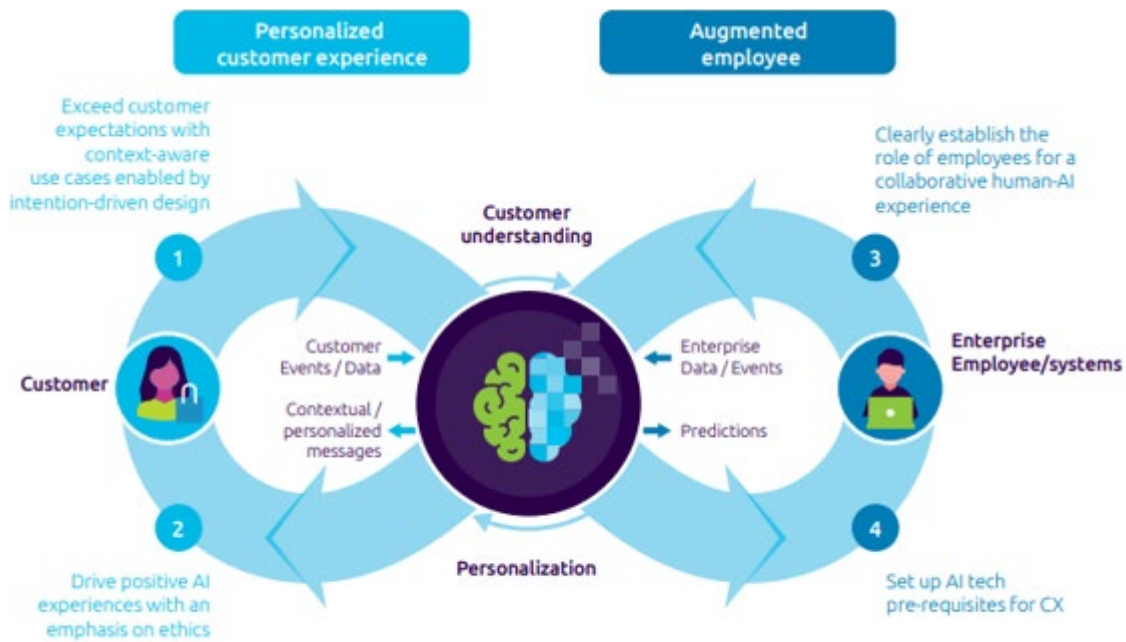 Personalized
customer experience
Augmented
employee
Exceed customer
expectations with
context-aware
use cases enabled by
intention-driven design
Clearly establish the
role of employees for a
collaborative human-AI
experience
Customer
understanding
1
3
Customer
Events / Data
Enterprise
Data / Events
Customer
Enterprise
Employee/systems
Contextual /
personalized
messages
Predictions
2
4
Personalization
Drive positive AI
experiences with an
emphasis on ethics
Set up AI tech
pre-requisites for CX